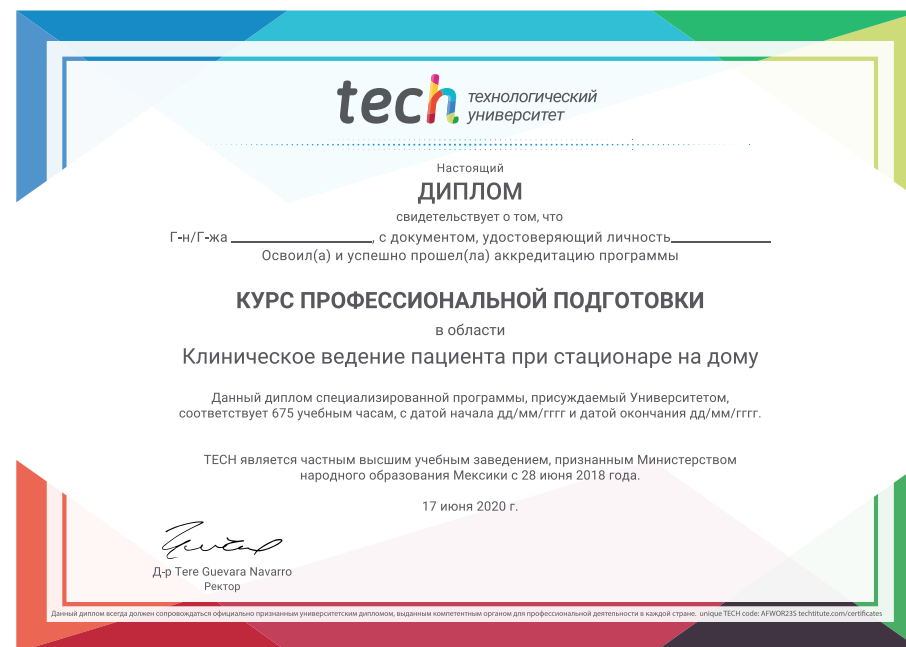 tech технологический
университет
Настоящий
ДИПЛОМ
свидетельствует о том, что
Г-н/Г-жа ____________________, с документом, удостоверяющий личность______________
Освоил(а) и успешно прошел(ла) аккредитацию программы
КУРС ПРОФЕССИОНАЛЬНОЙ ПОДГОТОВКИ
в области
Клиническое ведение пациента при стационаре на дому
Данный диплом специализированной программы, присуждаемый Университетом,
соответствует 675 учебным часам, с датой начала дд/мм/гггг и датой окончания дд/мм/гггг.
TECH является частным высшим учебным заведением, признанным Министерством
народного образования Мексики с 28 июня 2018 года.
17 июня 2020 г.
Д-р Tere Guevara Navarro
Ректор
Данный диплом всегда должен сопровождаться официально признанным университетским дипломом, выданным компетентным органом для профессиональной деятельности в каждой стране. unique TECH code: AFWOR23S techtitute.com/certificates